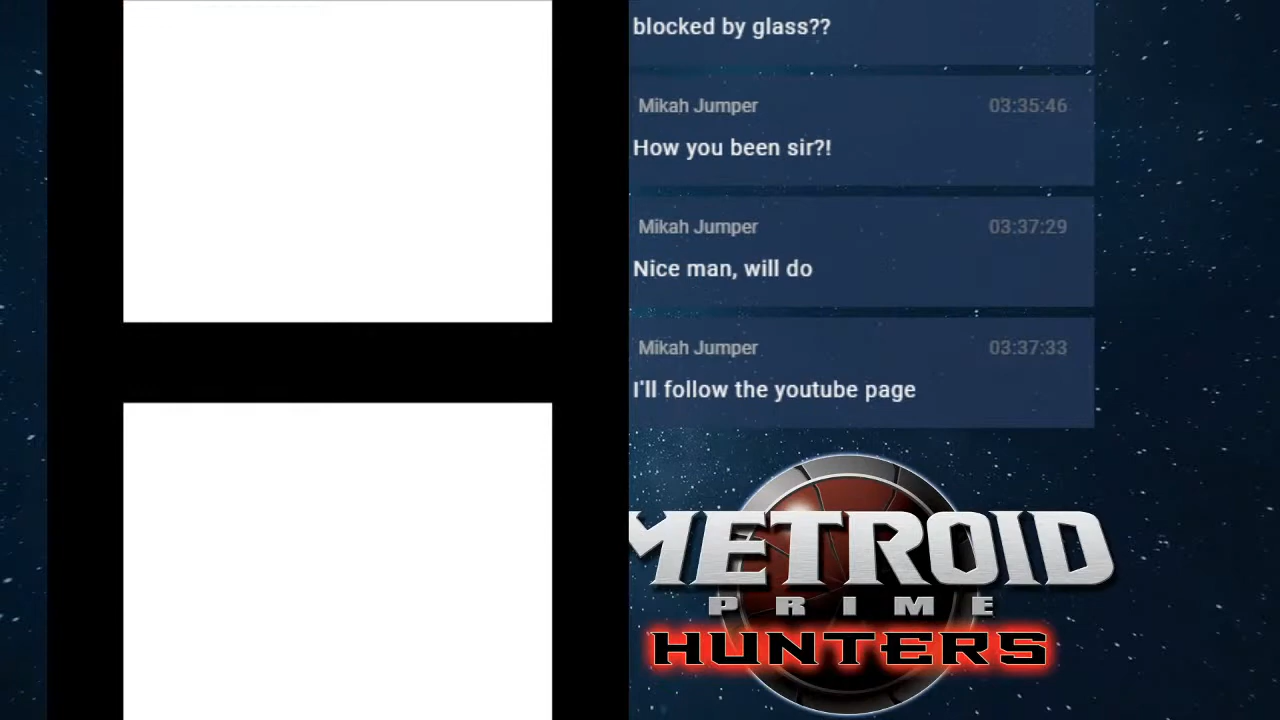 blocked by glass??
Mikah Jumper 03:35:46
How you been sir?!
Mikah Jumper 03:37:29
Nice man, will do
Mikah Jumper 03:37:33
I'll follow the youtube page
METROID
PRIME
HUNTERS